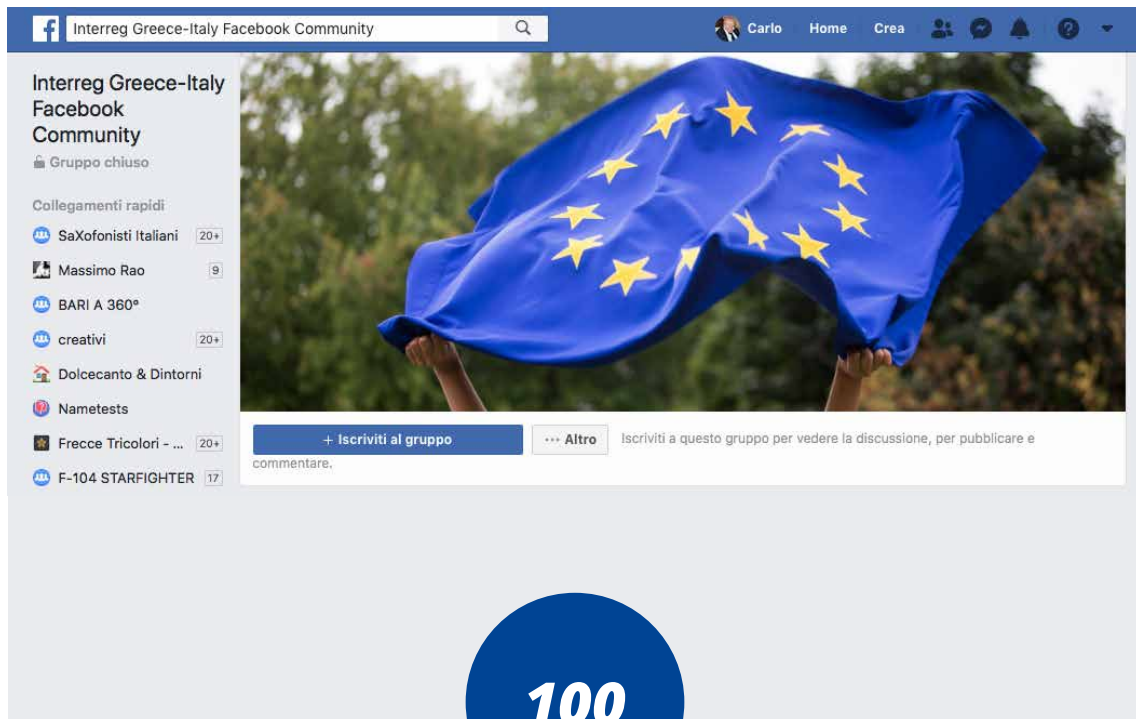 Interreg Greece-Italy Facebook Community
Carlo Home Crea
Interreg Greece-Italy
Facebook
Community
Gruppo chiuso
Collegamenti rapidi
SaXofonisti Italiani 20+
Massimo Rao 9
BARI A 360°
creativi 20+
Dolcecanto & Dintorni
Nametests
Frecce Tricolori - ... 20+
F-104 STARFIGHTER 17
+ Iscriviti al gruppo ··· Altro Iscriviti a questo gruppo per vedere la discussione, per pubblicare e
commentare.
100